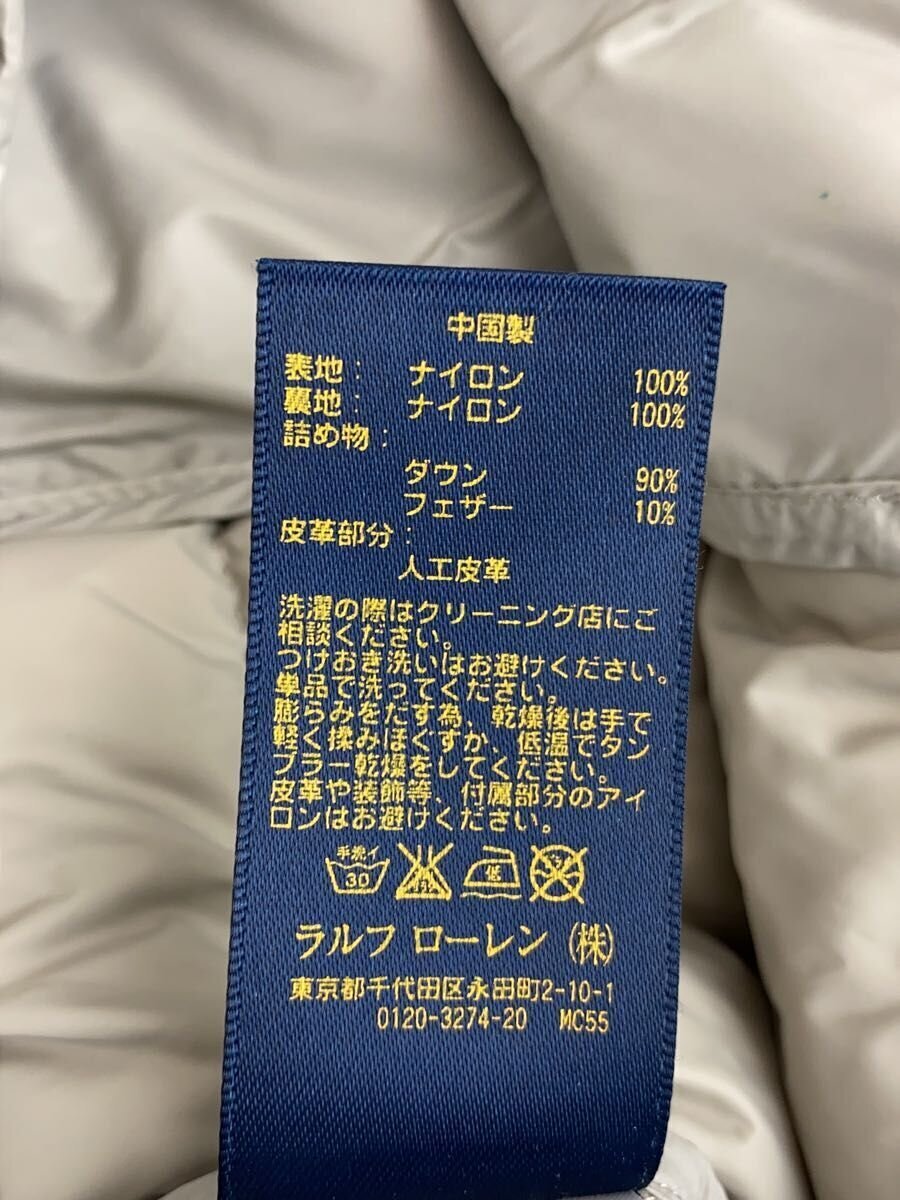 中国製
表地： ナイロン 100%
裏地： ナイロン 100%
詰め物：
ダウン 90%
フェザー 10%
皮革部分：
人工皮革
洗濯の際はクリーニング店にご
相談ください。
つけおき洗いはお避けください。
単品で洗ってください。
膨らみをだす為、乾燥後は手で
軽く揉みほぐすか、低温でタン
ブラー乾燥をしてください。
皮革や装飾等、付属部分のアイ
ロンはお避けください。
手洗イ
30
エンソ
低
ドライ
ラルフ ローレン（株）
東京都千代田区永田町2-10-1
0120-3274-20 MC55